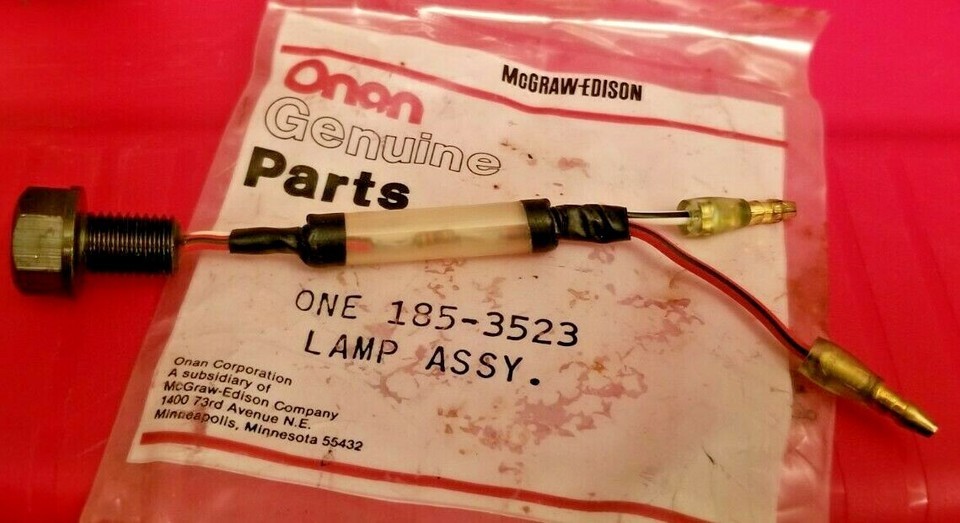 McGRAW-EDISON
Onan
Genuine
Parts
ONE 185-3523
LAMP ASSY.
Onan Corporation
A subsidiary of
McGraw-Edison Company
1400 73rd Avenue N.E.
Minneapolis, Minnesota 55432